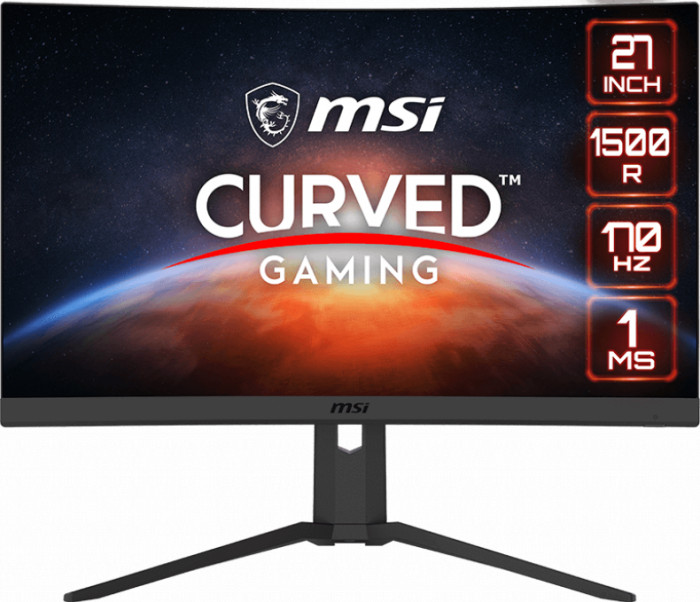 msi
CURVED™
GAMING
27
INCH
1500
R
170
HZ
1
MS
msi